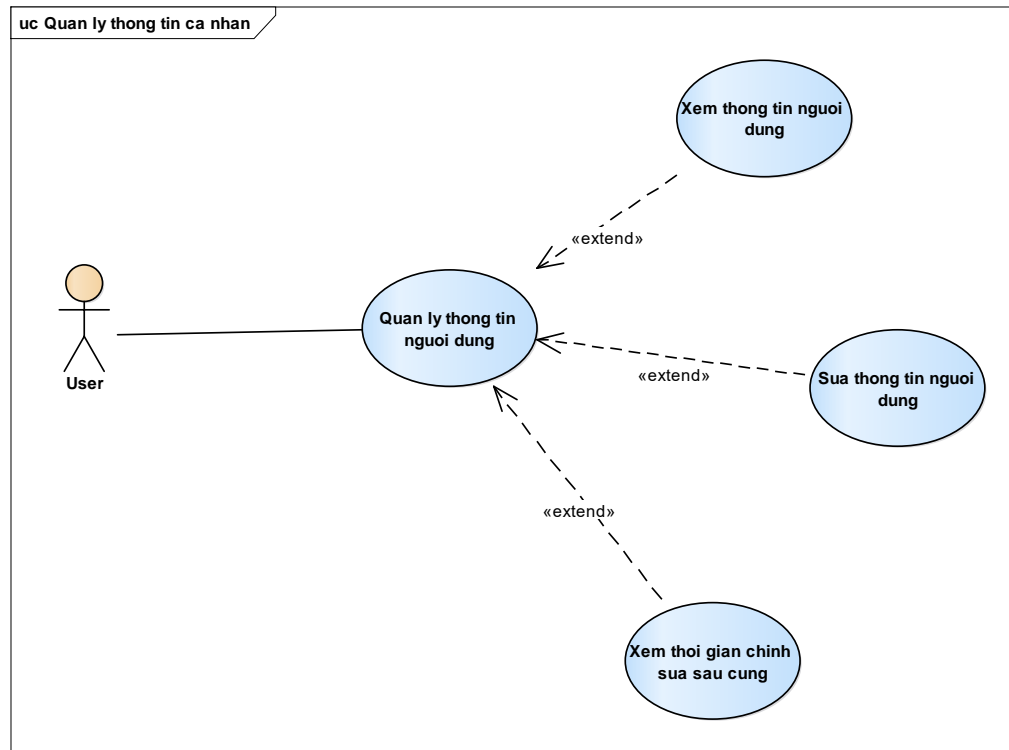 uc Quan ly thong tin ca nhan
Xem thong tin nguoi
dung
«extend»
Quan ly thong tin
nguoi dung
User
«extend»
Sua thong tin nguoi
dung
«extend»
Xem thoi gian chinh
sua sau cung